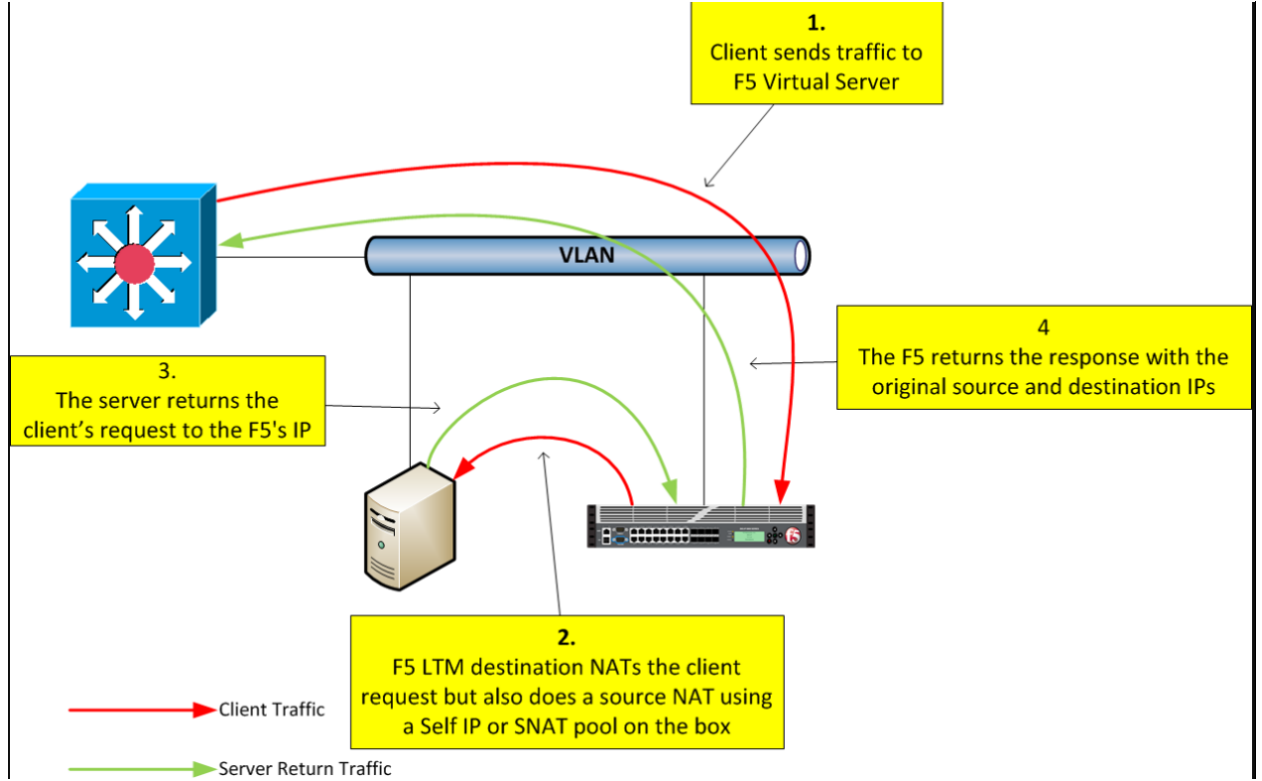 1.
Client sends traffic to
F5 Virtual Server
VLAN
4
The F5 returns the response with the
original source and destination IPs
3.
The server returns the
client's request to the F5's IP
f5
2.
F5 LTM destination NATs the client
request but also does a source NAT using
a Self IP or SNAT pool on the box
Client Traffic
Server Return Traffic